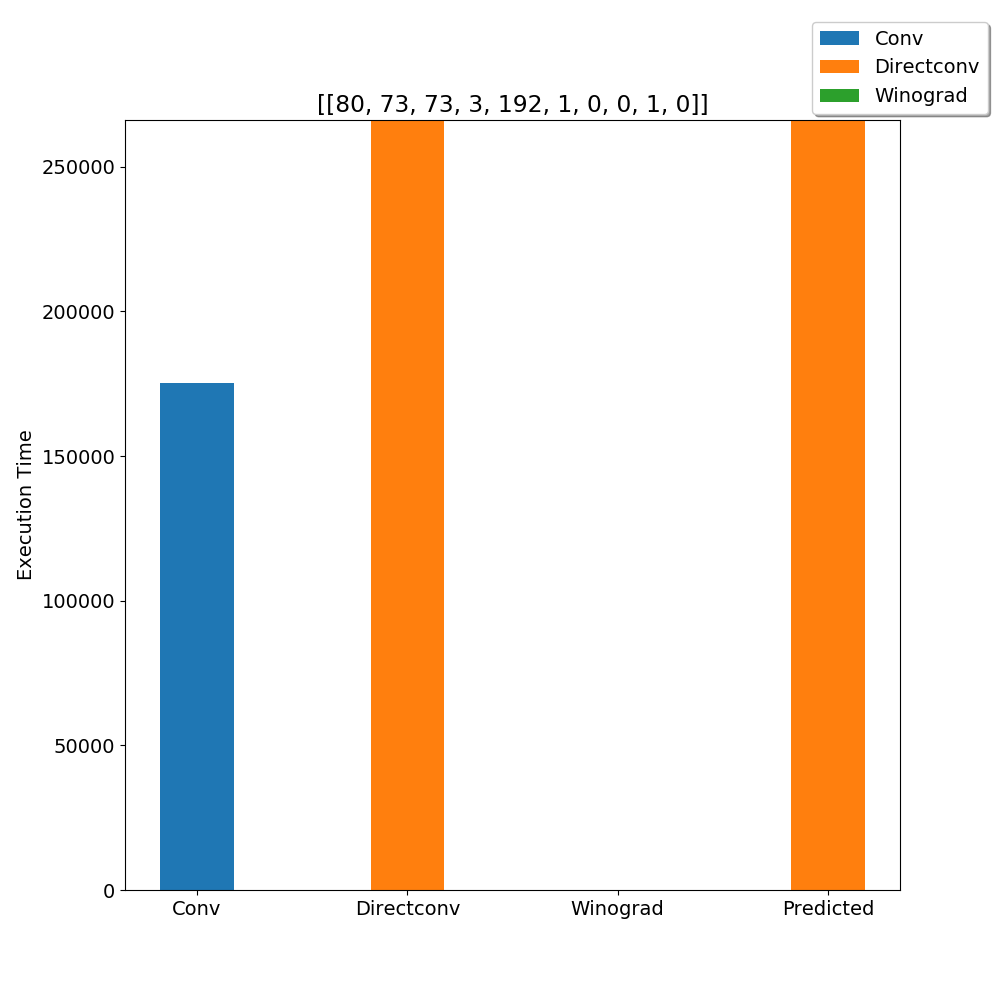 Conv
Directconv
Winograd
[[80, 73, 73, 3, 192, 1, 0, 0, 1, 0]]
Execution Time
250000
200000
150000
100000
50000
0
Conv Directconv Winograd Predicted